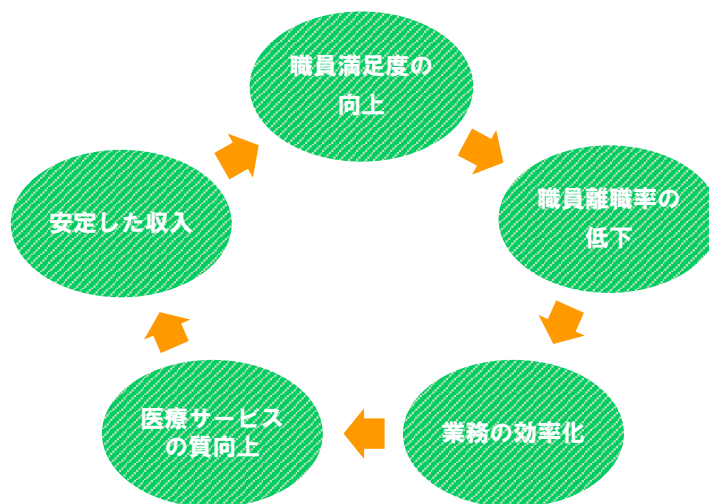 職員満足度の
向上
職員離職率の
低下
業務の効率化
医療サービス
の質向上
安定した収入